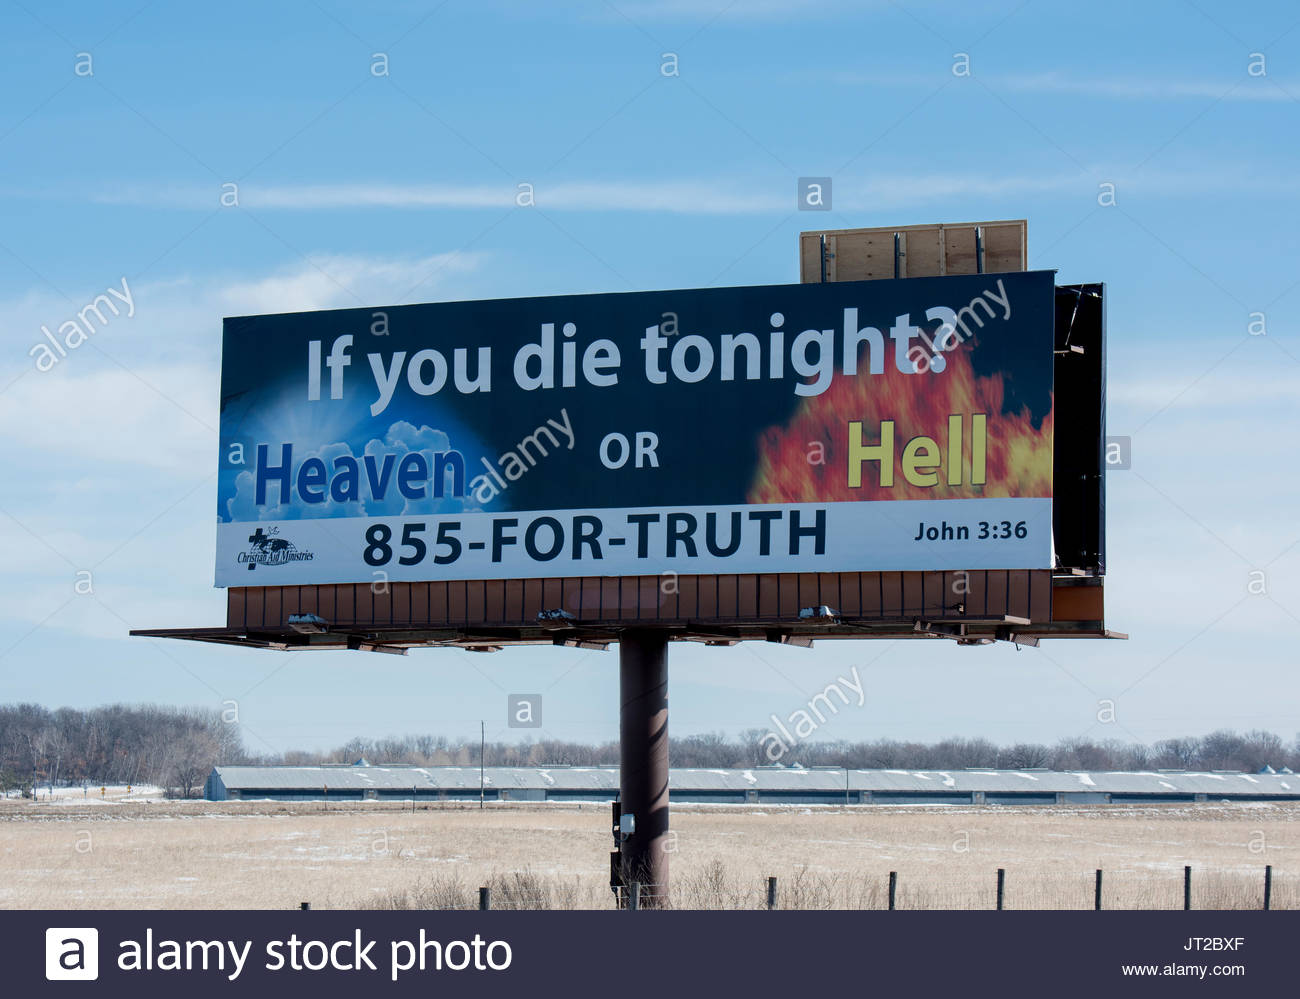 If you die tonight?
Heaven OR Hell
855-FOR-TRUTH
John 3:36
Christian Aid Ministries
a alamy stock photo
JT2BXF
www.alamy.com